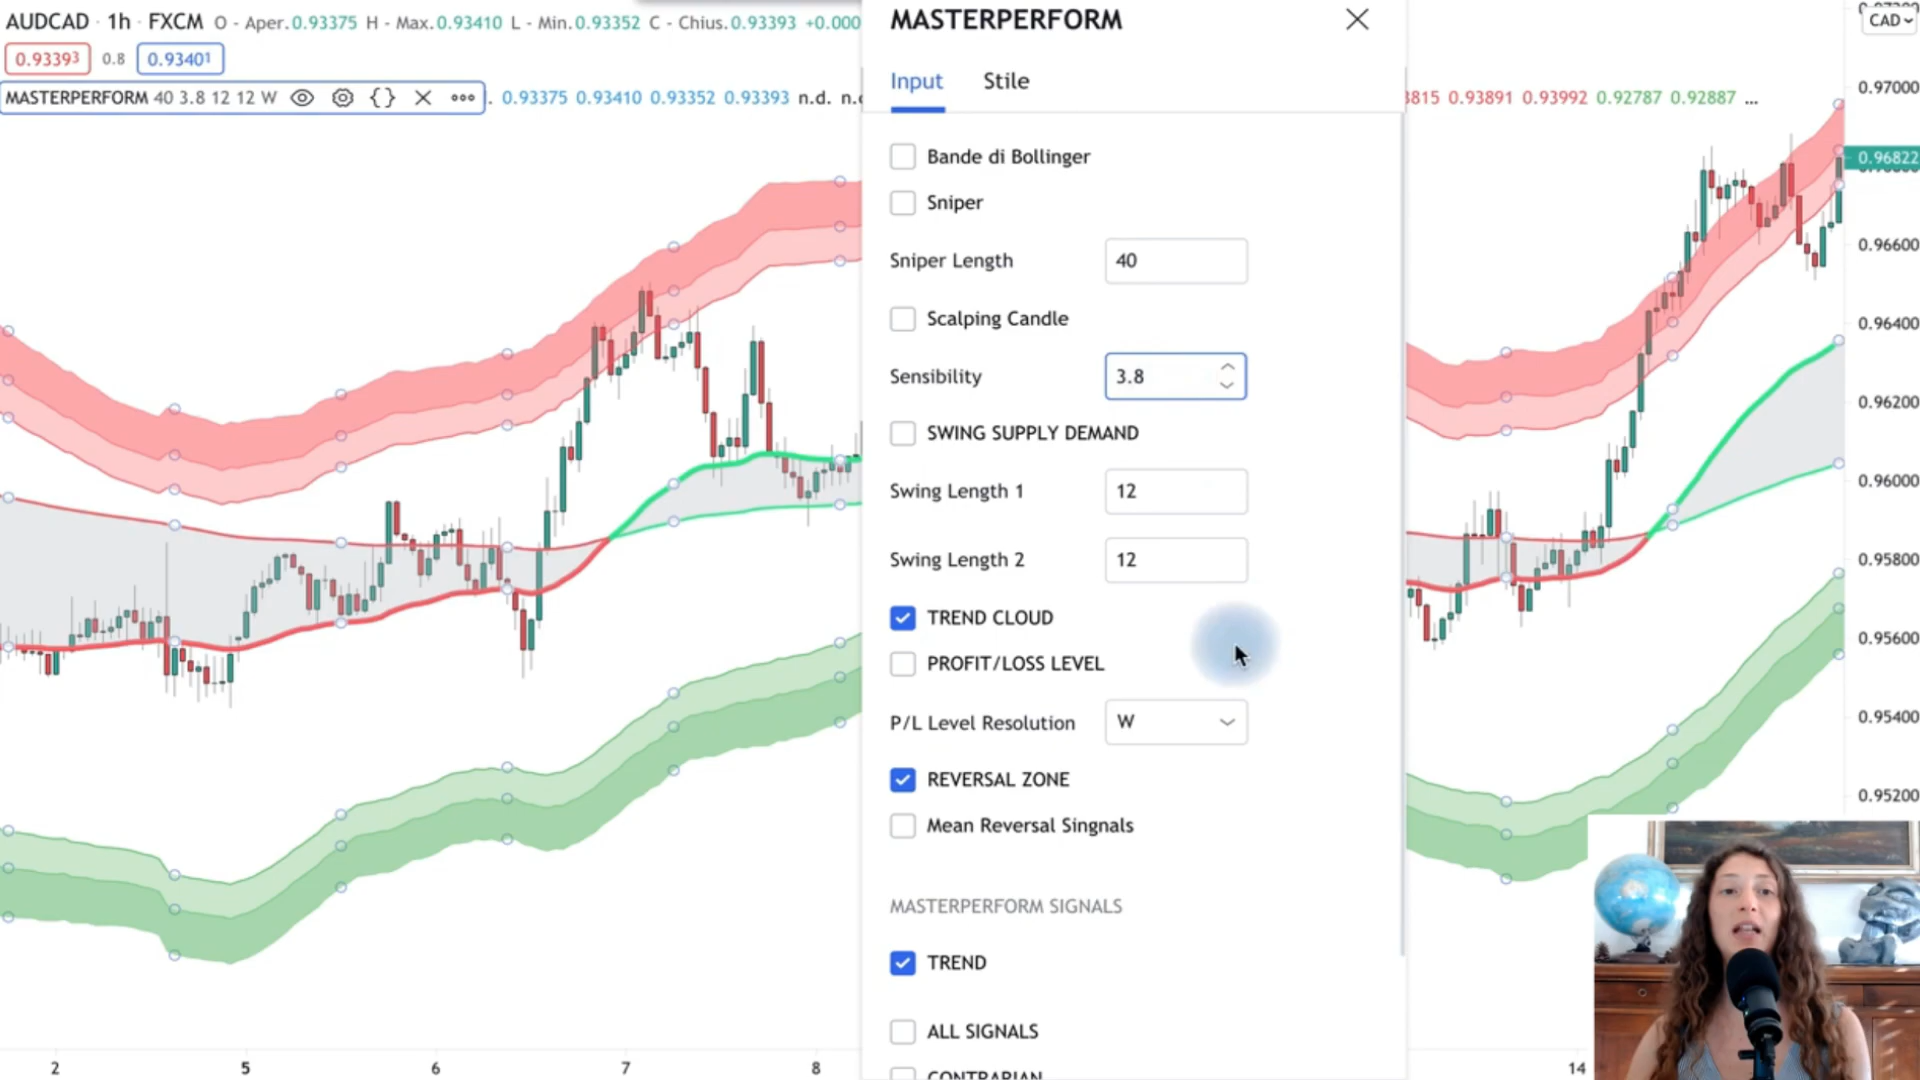 AUDCAD · 1h · FXCM O - Aper.0.93375 H - Max.0.93410 L - Min.0.93352 C - Chius.0.93393 +0.000
0.93393 0.8 0.93401
MASTERPERFORM 40 3.8 12 12 W {} ... 0.93375 0.93410 0.93352 0.93393 n.d.
MASTERPERFORM
Input Stile
Bande di Bollinger
Sniper
Sniper Length 40
Scalping Candle
Sensibility 3.8
SWING SUPPLY DEMAND
Swing Length 1 12
Swing Length 2 12
TREND CLOUD
PROFIT/LOSS LEVEL
P/L Level Resolution W
REVERSAL ZONE
Mean Reversal Singnals
MASTERPERFORM SIGNALS
TREND
ALL SIGNALS
CONTRARIAN
3815 0.93891 0.93992 0.92787 0.92887 ...
CAD
0.97000
0.96822
0.96600
0.96400
0.96200
0.96000
0.95800
0.95600
0.95400
0.95200
2 5 6 7 8 14